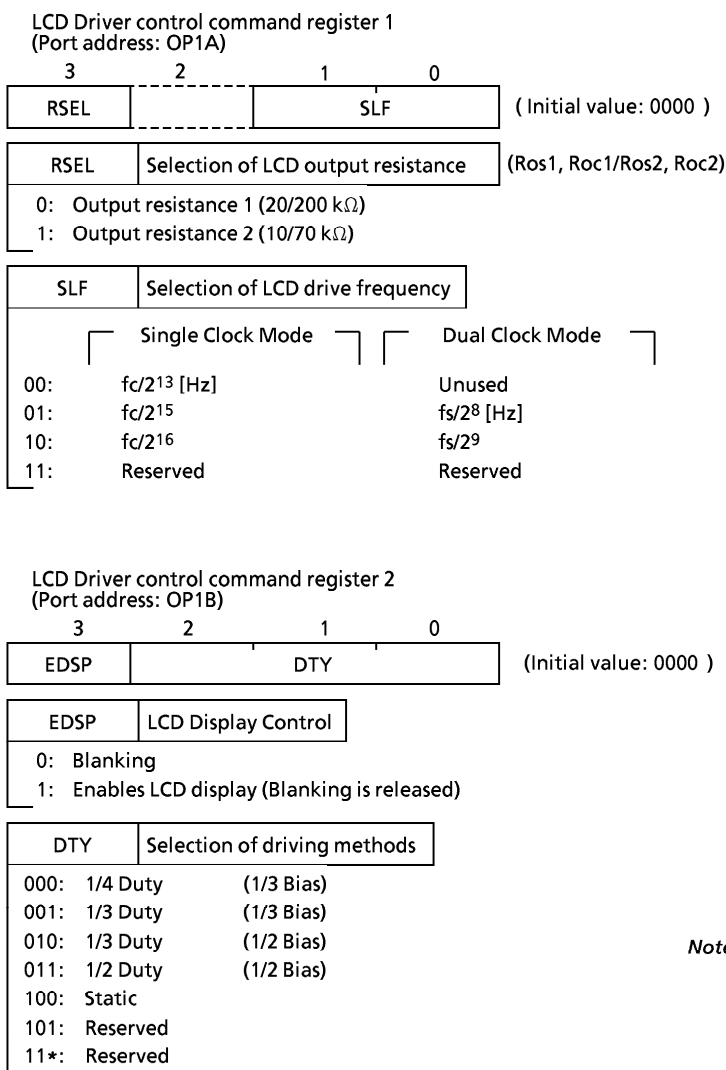 LCD Driver control command register 1
(Port address: OP1A)
3 2 1 0
RSEL SLF ( Initial value: 0000 )
RSEL Selection of LCD output resistance (Ros1, Roc1/Ros2, Roc2)
0: Output resistance 1 (20/200 kΩ)
1: Output resistance 2 (10/70 kΩ)
SLF Selection of LCD drive frequency
Single Clock Mode Dual Clock Mode
00: fc/2¹³ [Hz] Unused
01: fc/2¹⁵ fs/2⁸ [Hz]
10: fc/2¹⁶ fs/2⁹
11: Reserved Reserved
LCD Driver control command register 2
(Port address: OP1B)
3 2 1 0
EDSP DTY (Initial value: 0000 )
EDSP LCD Display Control
0: Blanking
1: Enables LCD display (Blanking is released)
DTY Selection of driving methods
000: 1/4 Duty (1/3 Bias)
001: 1/3 Duty (1/3 Bias)
010: 1/3 Duty (1/2 Bias) Note
011: 1/2 Duty (1/2 Bias)
100: Static
101: Reserved
11*: Reserved